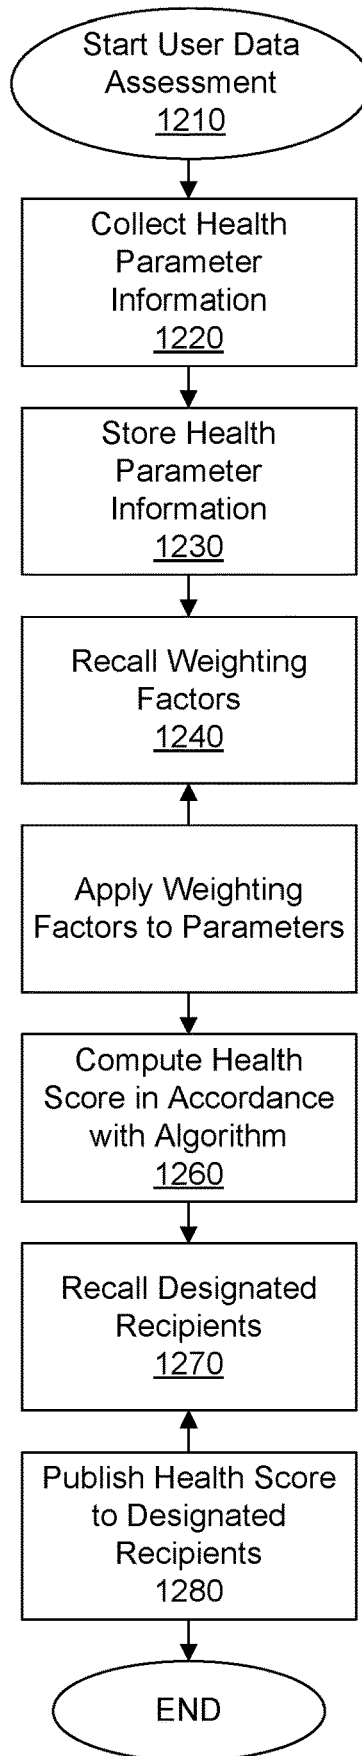 Start User Data
Assessment
1210
Collect Health
Parameter
Information
1220
Store Health
Parameter
Information
1230
Recall Weighting
Factors
1240
Apply Weighting
Factors to Parameters
Compute Health
Score in Accordance
with Algorithm
1260
Recall Designated
Recipients
1270
Publish Health Score
to Designated
Recipients
1280
END